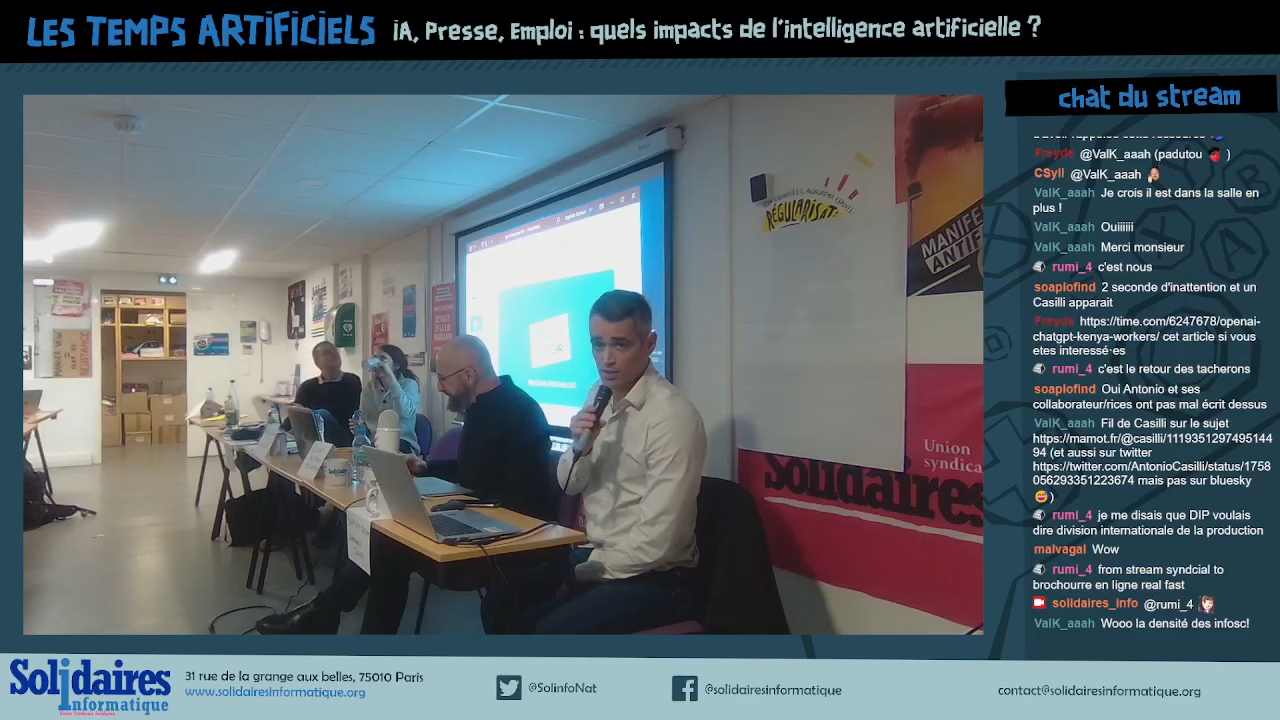 LES TEMPS ARTIFICIELS
IA, Presse, Emploi : quels impacts de l'intelligence artificielle ?
chat du stream
Freyde @ValK_aaah (padutou )
CSyll @ValK_aaah
ValK_aaah Je crois il est dans la salle en
plus !
ValK_aaah Ouiiiiii
ValK_aaah Merci monsieur
rumi_4 c'est nous
soaplofind 2 seconde d'inattention et un
Casilli apparait
Freyde https://time.com/6247678/openai-
chatgpt-kenya-workers/ cet article si vous
etes interessé·es
rumi_4 c'est le retour des tacherons
soaplofind Oui Antonio et ses
collaborateur/rices ont pas mal écrit dessus
ValK_aaah Fil de Casilli sur le sujet
https://mamot.fr/@casilli/1119351297495144
94 (et aussi sur twitter
https://twitter.com/AntonioCasilli/status/1758
056293351223674 mais pas sur bluesky
)
rumi_4 je me disais que DIP voulais
dire division internationale de la production
malvagal Wow
rumi_4 from stream syndcial to
brochourre en ligne real fast
solidaires_info @rumi_4
ValK_aaah Wooo la densité des infosc!
RÉGULARISATI
MANIFES
ANTIF
Union
syndica
Solidaires
Solidaires
Informatique
31 rue de la grange aux belles, 75010 Paris
www.solidairesinformatique.org
@SolinfoNat
@solidairesinformatique
contact@solidairesinformatique.org